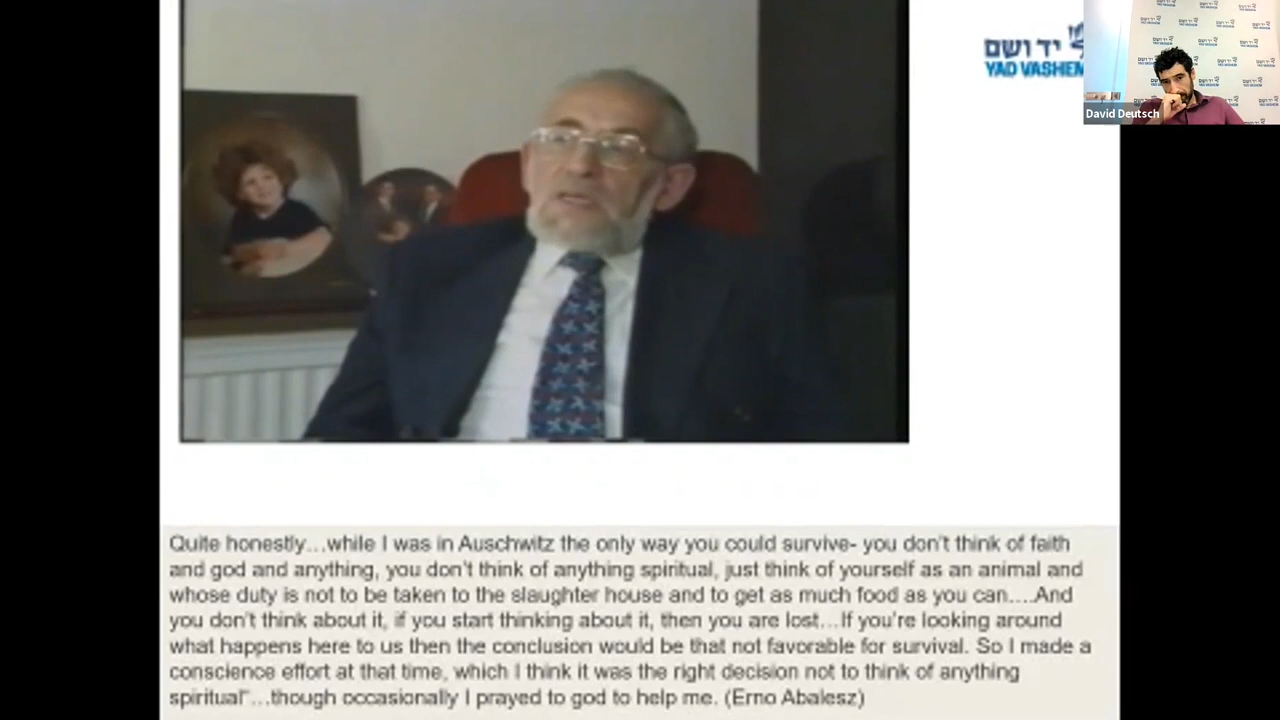 יד ושם
YAD VASHEM
David Deutsch
Quite honestly…while I was in Auschwitz the only way you could survive- you don't think of faith
and god and anything, you don't think of anything spiritual, just think of yourself as an animal and
whose duty is not to be taken to the slaughter house and to get as much food as you can….And
you don't think about it, if you start thinking about it, then you are lost…If you're looking around
what happens here to us then the conclusion would be that not favorable for survival. So I made a
conscience effort at that time, which I think it was the right decision not to think of anything
spiritual"…though occasionally I prayed to god to help me. (Erno Abalesz)